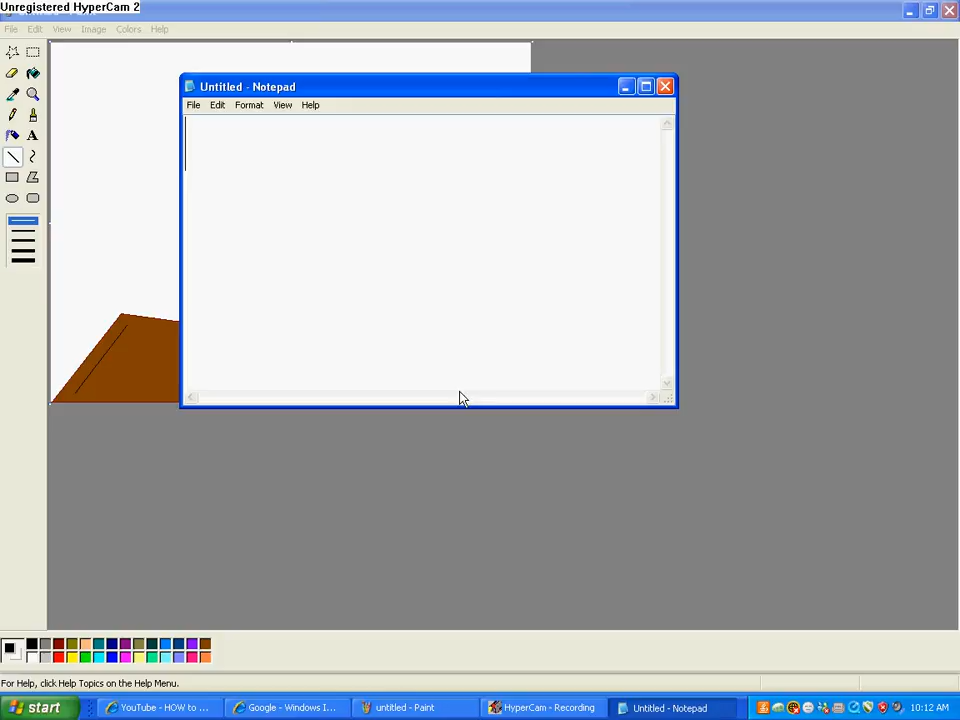 Unregistered HyperCam 2
File Edit View Image Colors Help
Untitled - Notepad
File Edit Format View Help
A
For Help, click Help Topics on the Help Menu.
start
YouTube - HOW to ...
Google - Windows I...
untitled - Paint
HyperCam - Recording
Untitled - Notepad
10:12 AM